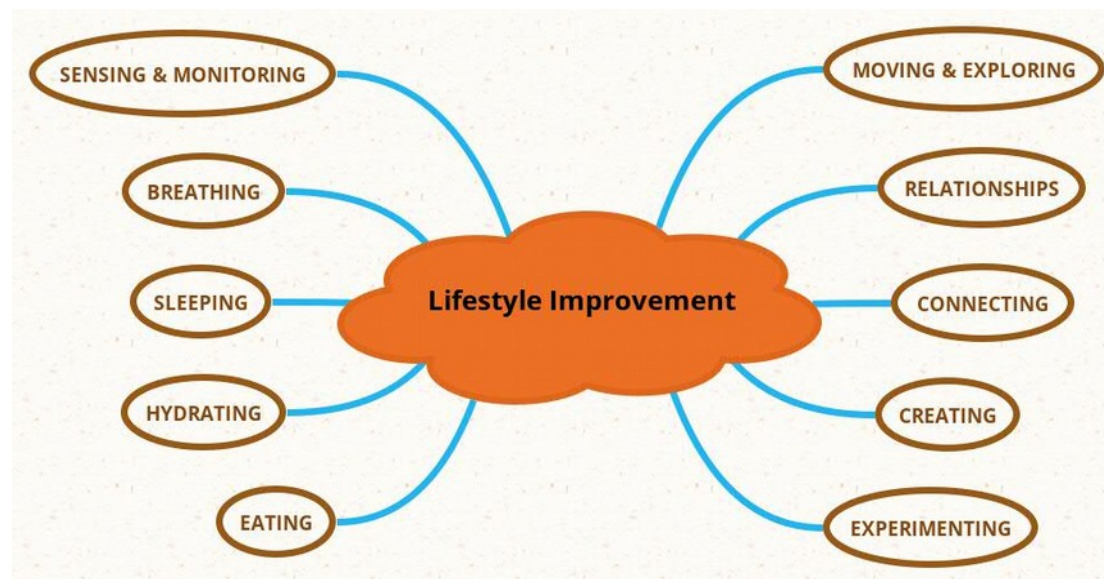 SENSING & MONITORING
BREATHING
SLEEPING
HYDRATING
EATING
Lifestyle Improvement
MOVING & EXPLORING
RELATIONSHIPS
CONNECTING
CREATING
EXPERIMENTING